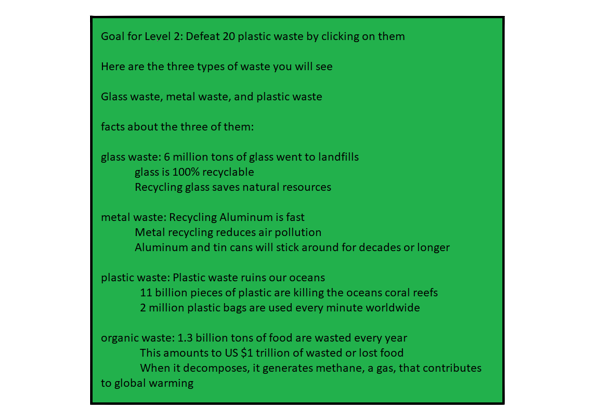 Goal for Level 2: Defeat 20 plastic waste by clicking on them
Here are the three types of waste you will see
Glass waste, metal waste, and plastic waste
facts about the three of them:
glass waste: 6 million tons of glass went to landfills
glass is 100% recyclable
Recycling glass saves natural resources
metal waste: Recycling Aluminum is fast
Metal recycling reduces air pollution
Aluminum and tin cans will stick around for decades or longer
plastic waste: Plastic waste ruins our oceans
11 billion pieces of plastic are killing the oceans coral reefs
2 million plastic bags are used every minute worldwide
organic waste: 1.3 billion tons of food are wasted every year
This amounts to US $1 trillion of wasted or lost food
When it decomposes, it generates methane, a gas, that contributes
to global warming